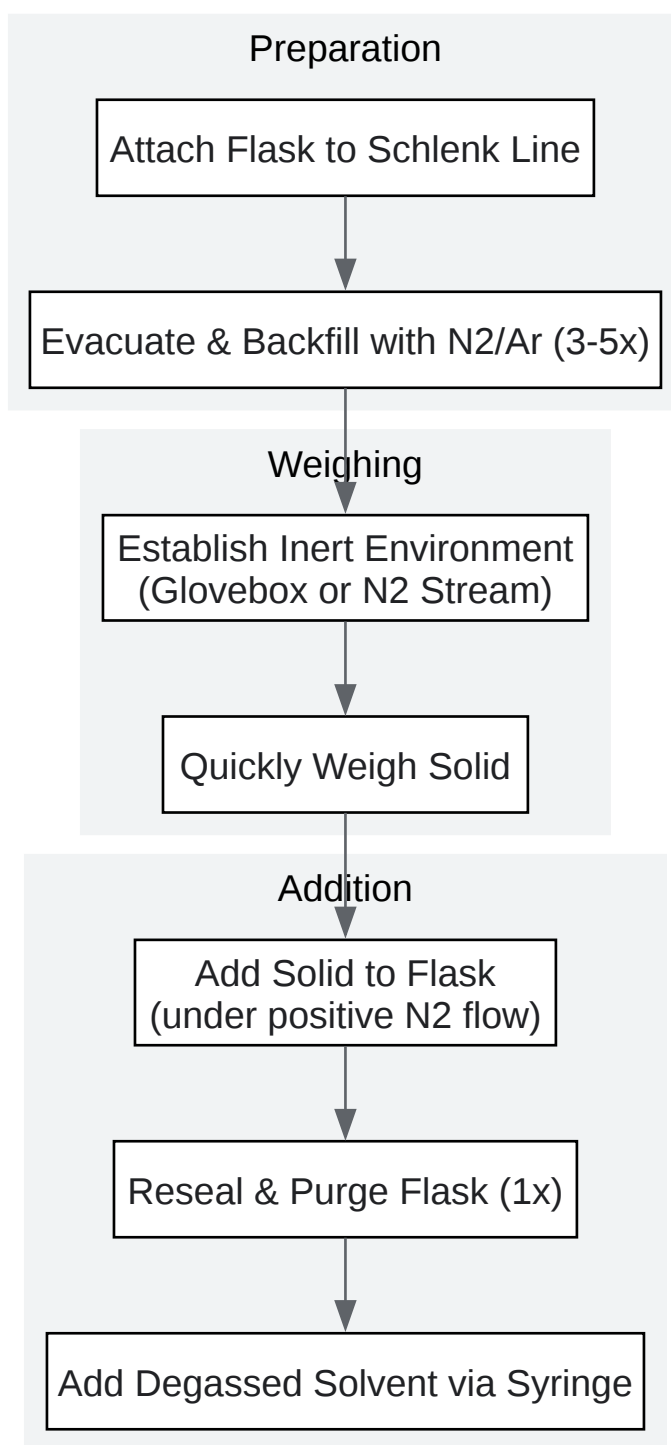 Preparation
Attach Flask to Schlenk Line
Evacuate & Backfill with N2/Ar (3-5x)
Weighing
Establish Inert Environment
(Glovebox or N2 Stream)
Quickly Weigh Solid
Addition
Add Solid to Flask
(under positive N2 flow)
Reseal & Purge Flask (1x)
Add Degassed Solvent via Syringe